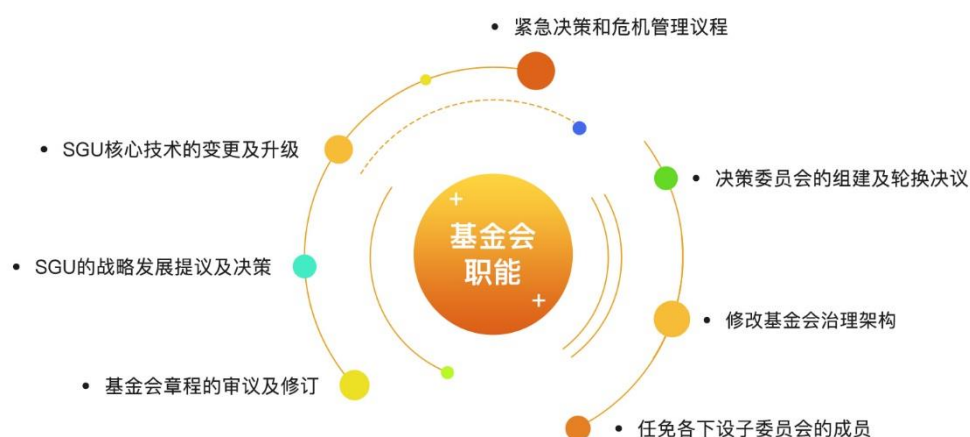 紧急决策和危机管理议程
SGU核心技术的变更及升级
决策委员会的组建及轮换决议
基金会
职能
SGU的战略发展提议及决策
修改基金会治理架构
基金会章程的审议及修订
任免各下设子委员会的成员